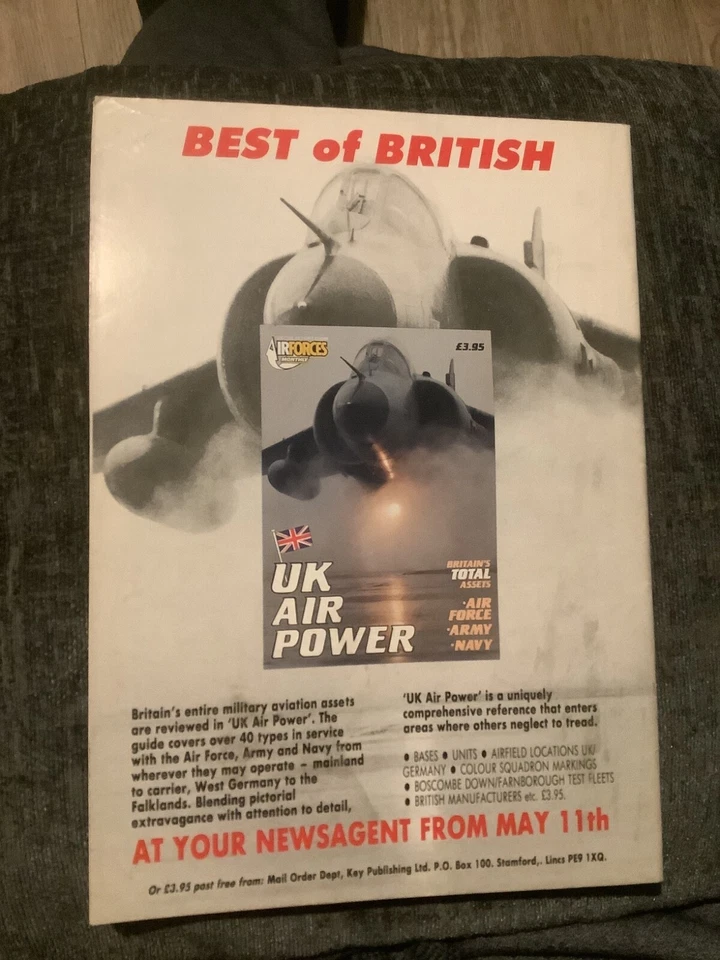 BEST of BRITISH
AIRFORCES
MONTHLY
£3.95
UK
AIR
POWER
BRITAIN'S
TOTAL
ASSETS
·AIR
FORCE
·ARMY
·NAVY
Britain's entire military aviation assets
are reviewed in 'UK Air Power'. The
guide covers over 40 types in service
with the Air Force, Army and Navy from
wherever they may operate – mainland
to carrier, West Germany to the
Falklands. Blending pictorial
extravagance with attention to detail,
'UK Air Power' is a uniquely
comprehensive reference that enters
areas where others neglect to tread.
● BASES ● UNITS ● AIRFIELD LOCATIONS UK/
GERMANY ● COLOUR SQUADRON MARKINGS
● BOSCOMBE DOWN/FARNBOROUGH TEST FLEETS
● BRITISH MANUFACTURERS etc. £3.95.
AT YOUR NEWSAGENT FROM MAY 11th
Or £3.95 post free from: Mail Order Dept, Key Publishing Ltd. P.O. Box 100. Stamford,. Lincs PE9 1XQ.